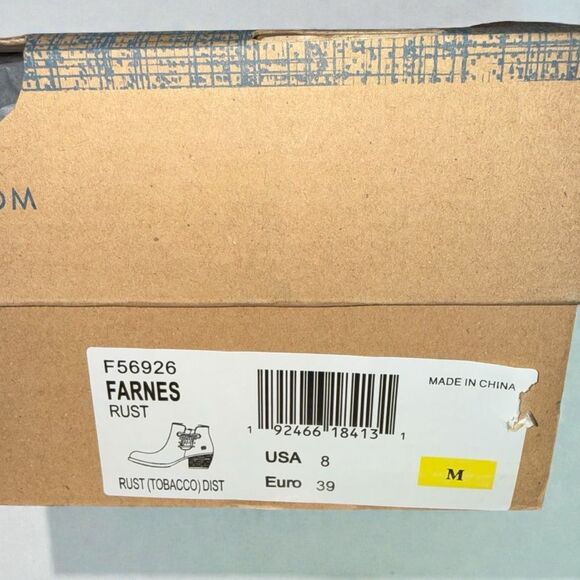 OM
F56926
FARNES
RUST
RUST (TOBACCO) DIST
1 92466 18413 1
USA 8
Euro 39
MADE IN CHINA
M